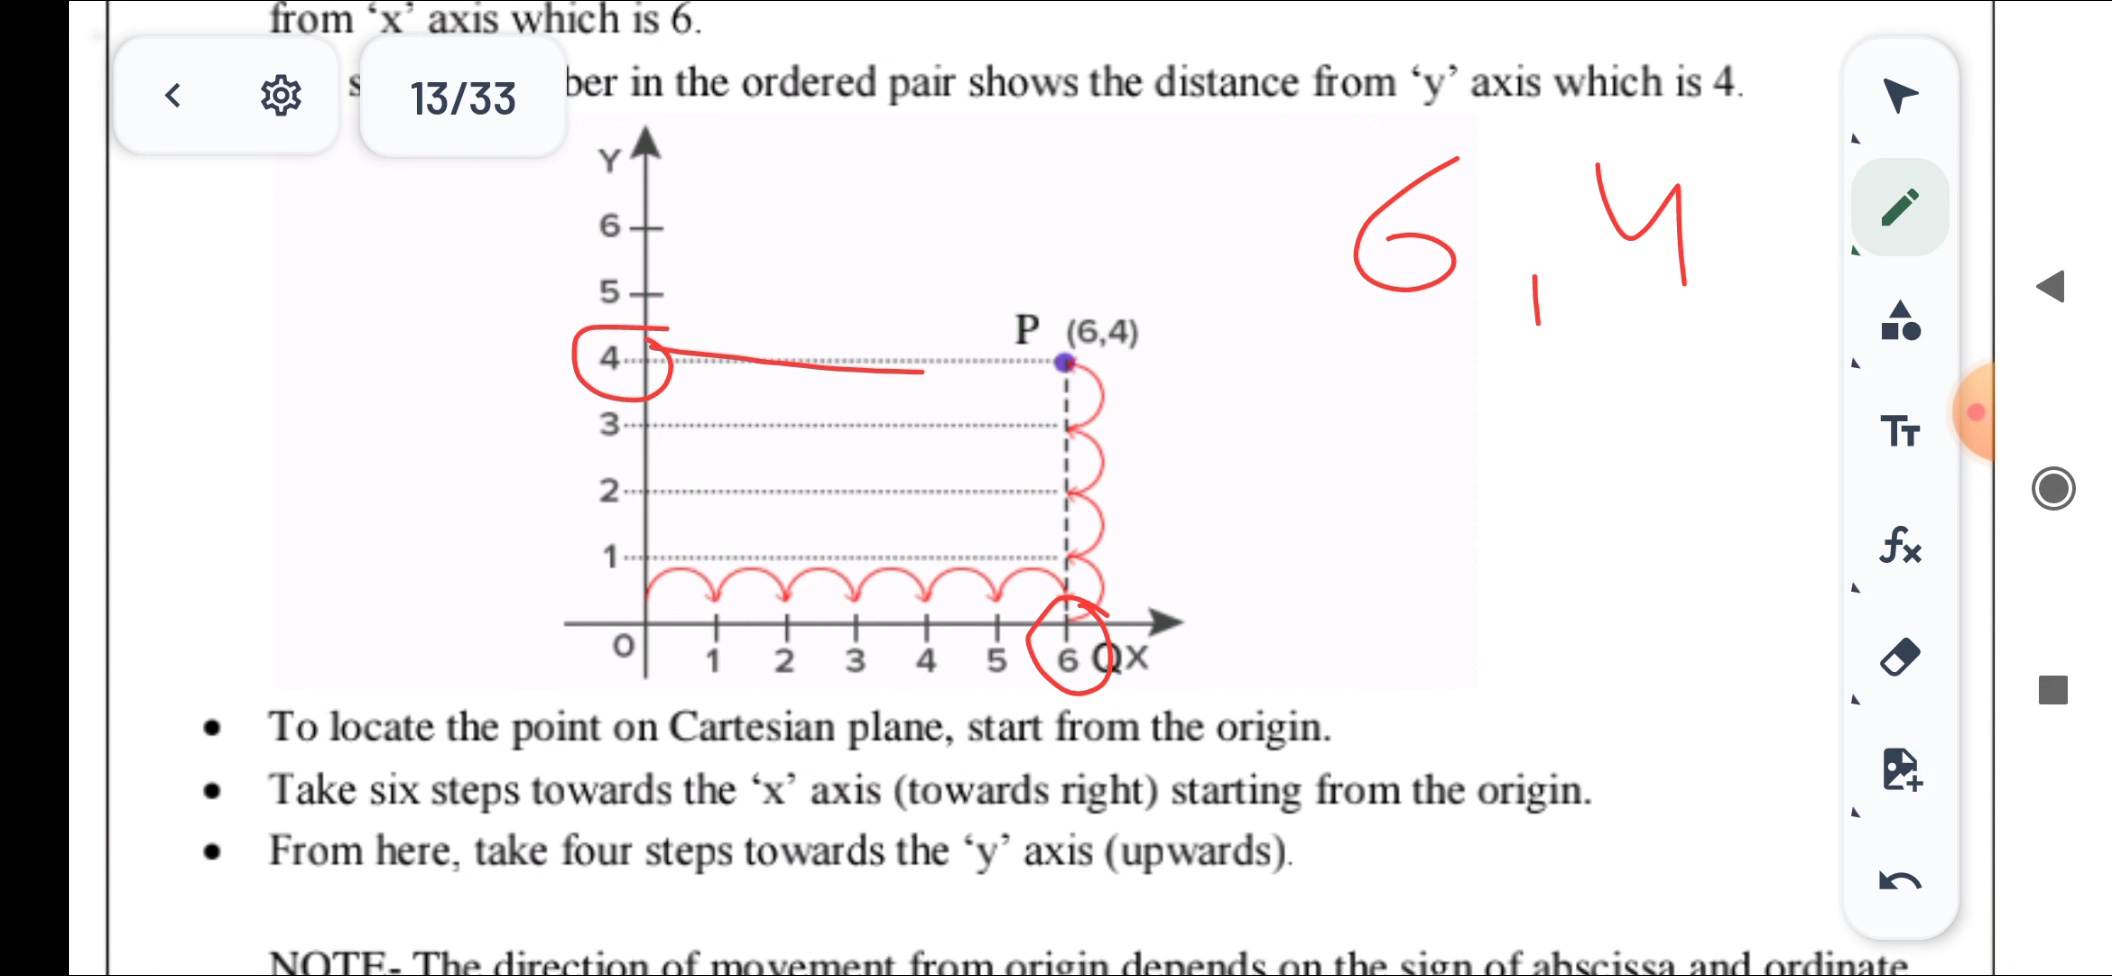 from ‘x’ axis which is 6.
13/33
ber in the ordered pair shows the distance from ‘y’ axis which is 4.
Y
6
5
4
3
2
1
P (6,4)
6,4
O 1 2 3 4 5 6 Q X
• To locate the point on Cartesian plane, start from the origin.
• Take six steps towards the ‘x’ axis (towards right) starting from the origin.
• From here, take four steps towards the ‘y’ axis (upwards).
NOTE- The direction of movement from origin depends on the sign of abscissa and ordinate
Tт
fx